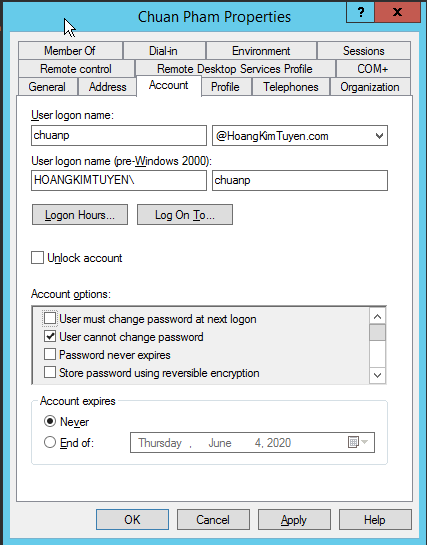 Chuan Pham Properties
?
x
Member Of Dial-in Environment Sessions
Remote control Remote Desktop Services Profile COM+
General Address Account Profile Telephones Organization
User logon name:
chuanp @HoangKimTuyen.com
User logon name (pre-Windows 2000):
HOANGKIMTUYEN\ chuanp
Logon Hours... Log On To...
Unlock account
Account options:
User must change password at next logon
User cannot change password
Password never expires
Store password using reversible encryption
Account expires
Never
End of: Thursday , June 4, 2020
OK Cancel Apply Help